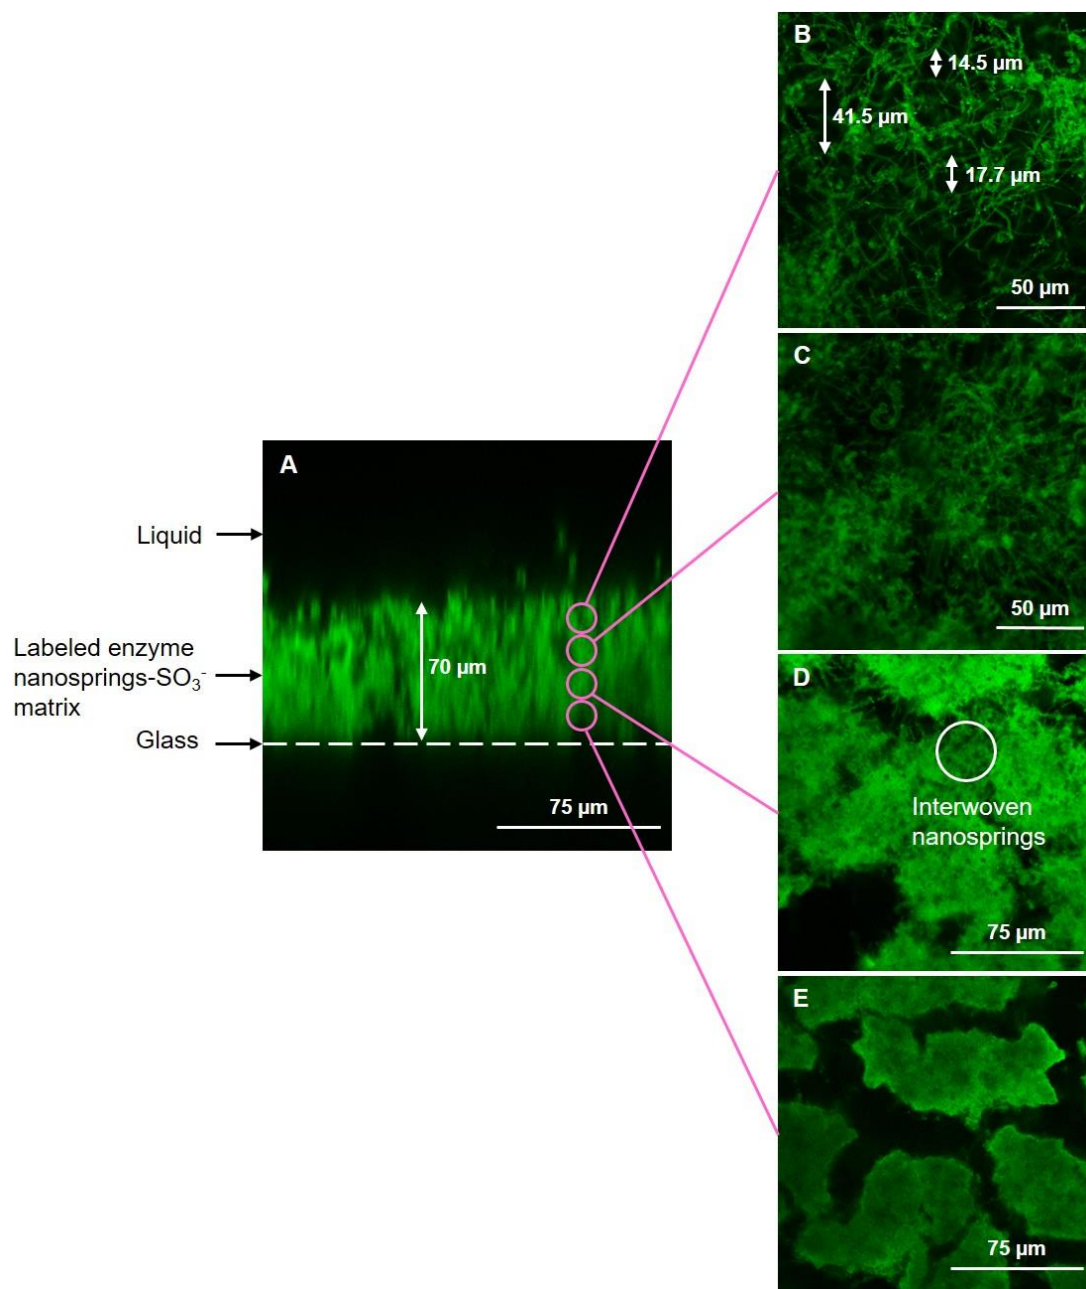 A
Liquid
Labeled enzyme
nanosprings-SO₃⁻
matrix
Glass
70 µm
75 µm
B
14.5 µm
41.5 µm
17.7 µm
50 µm
C
50 µm
D
Interwoven
nanosprings
75 µm
E
75 µm